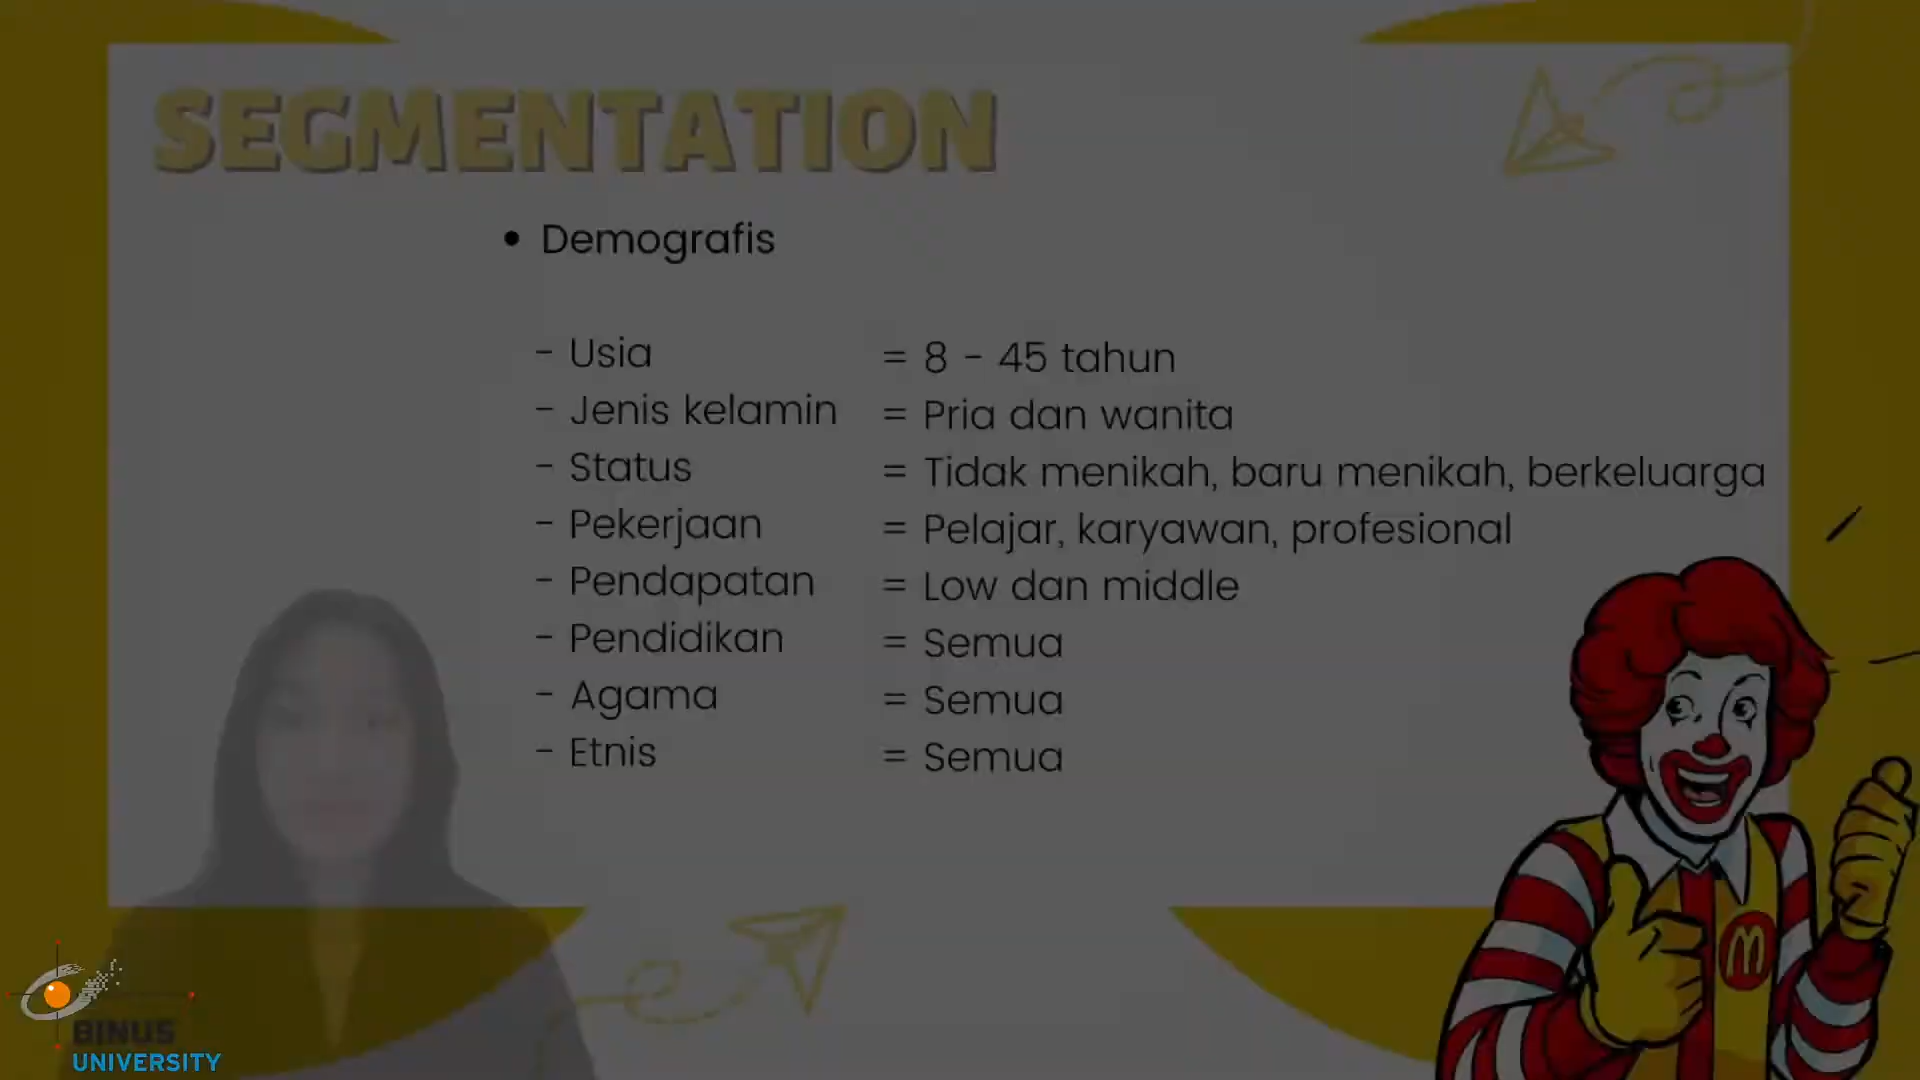 SEGMENTATION
• Demografis
- Usia = 8 - 45 tahun
- Jenis kelamin = Pria dan wanita
- Status = Tidak menikah, baru menikah, berkeluarga
- Pekerjaan = Pelajar, karyawan, profesional
- Pendapatan = Low dan middle
- Pendidikan = Semua
- Agama = Semua
- Etnis = Semua
M
BINUS
UNIVERSITY